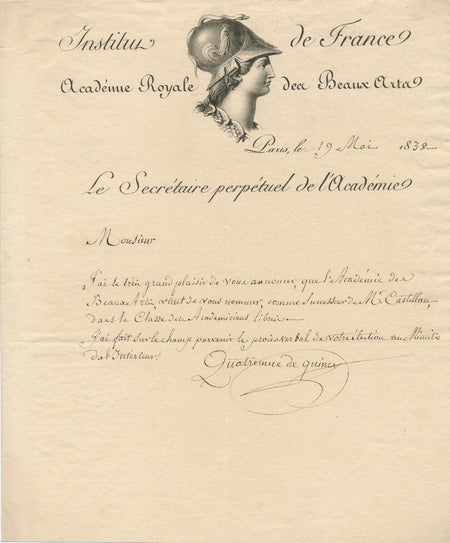 Institut de France
Académie Royale des Beaux Arts
Paris, le 19 Mai 1838
Le Secrétaire perpétuel de l'Académie
Monsieur
J'ai le très grand plaisir de vous annoncer, que l'Académie des
Beaux Arts vient de vous nommer, comme successeur de Mr. Castellan,
dans la Classe des Académiciens libres.
J'ai fait sur le champ parvenir le procès verbal de votre élection au Ministre
de l'Intérieur.
Quatremere de quincy